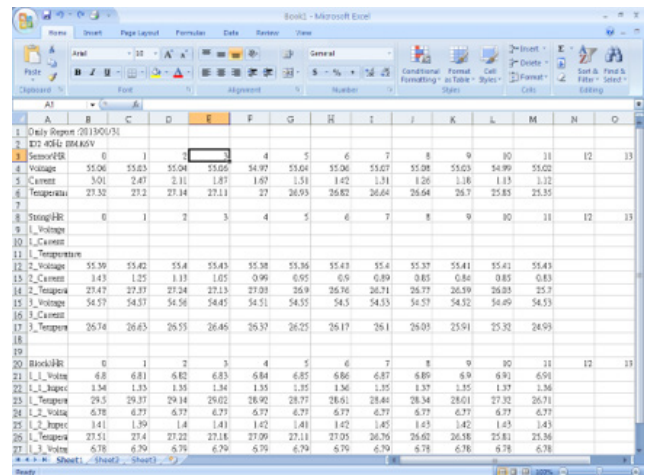 Book1 - Microsoft Excel
Home Insert Page Layout Formulas Data Review View
Arial 10 General Insert
Paste Conditional Format Cell Delete Sort & Find &
Formatting as Table Styles Format Filter Select
Clipboard Font Alignment Number Styles Cells Editing
A1
A B C D E F G H I J K L M N O
1 Daily Report :2013/01/31
2
3 Sensor\HR 0 1 2 3 4 5 6 7 8 9 10 11 12 13
4 Voltage 55.06 55.03 55.04 55.06 54.97 55.04 55.06 55.07 55.08 55.03 54.99 55.02
5 Current 3.01 2.47 2.11 1.87 1.67 1.51 1.42 1.31 1.26 1.18 1.13 1.12
6 Temperatu 27.32 27.2 27.14 27.11 27 26.93 26.82 26.64 26.64 26.7 25.85 25.35
7
8 String\HR 0 1 2 3 4 5 6 7 8 9 10 11 12 13
9 1_Voltage
10 1_Current
11 1_Temperature
12 2_Voltage 55.39 55.42 55.4 55.43 55.38 55.36 55.43 55.4 55.37 55.41 55.41 55.43
13 2_Current 1.43 1.25 1.13 1.05 0.99 0.95 0.9 0.89 0.85 0.84 0.85 0.83
14 2_Tempera 27.47 27.37 27.24 27.13 27.03 26.9 26.76 26.71 26.77 26.59 26.03 25.7
15 3_Voltage 54.57 54.57 54.56 54.45 54.51 54.55 54.5 54.53 54.57 54.52 54.49 54.53
16 3_Current
17 3_Tempera 26.74 26.63 26.55 26.46 26.37 26.25 26.17 26.1 26.03 25.91 25.32 24.93
18
19
20 Block\HR 0 1 2 3 4 5 6 7 8 9 10 11 12 13
21 1_1_Voltag 6.8 6.81 6.82 6.83 6.84 6.85 6.86 6.87 6.89 6.9 6.91 6.91
22 1_1_Imped 1.34 1.33 1.35 1.34 1.35 1.35 1.36 1.35 1.37 1.35 1.37 1.36
23 1_Tempera 29.5 29.37 29.14 29.02 28.92 28.77 28.61 28.44 28.34 28.01 27.32 26.71
24 1_2_Voltag 6.78 6.77 6.77 6.77 6.77 6.77 6.77 6.77 6.77 6.77 6.77 6.77
25 1_2_Imped 1.41 1.39 1.4 1.41 1.42 1.41 1.42 1.45 1.43 1.42 1.43 1.43
26 1_Tempera 27.51 27.4 27.22 27.18 27.09 27.11 27.05 26.76 26.62 26.58 25.81 25.36
27 1_3_Voltag 6.78 6.79 6.79 6.79 6.79 6.79 6.79 6.79 6.78 6.78 6.78 6.78
Sheet1 Sheet2 Sheet3
Ready 100%